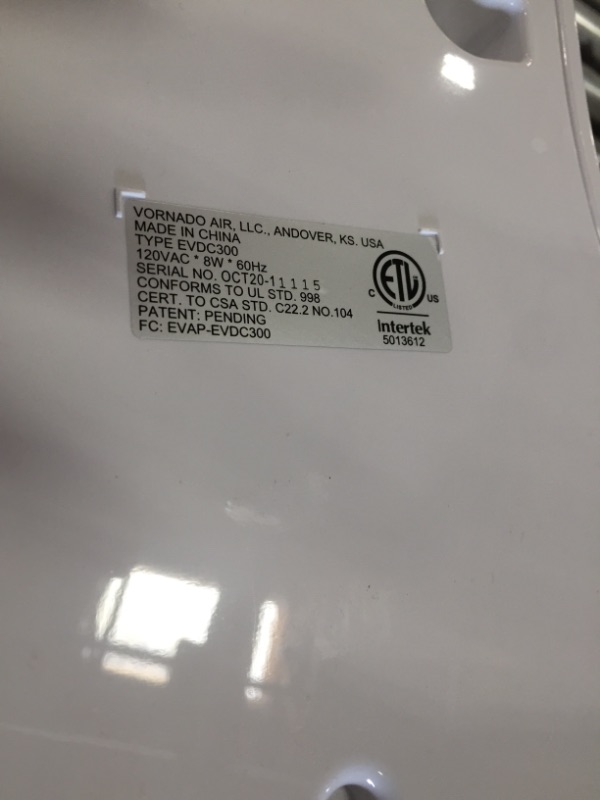 VORNADO AIR, LLC., ANDOVER, KS. USA
MADE IN CHINA
TYPE EVDC300
120VAC * 8W * 60Hz
SERIAL NO. OCT20-11115
CONFORMS TO UL STD. 998
CERT. TO CSA STD. C22.2 NO.104
PATENT: PENDING
FC: EVAP-EVDC300
C ETL US
LISTED
Intertek
5013612